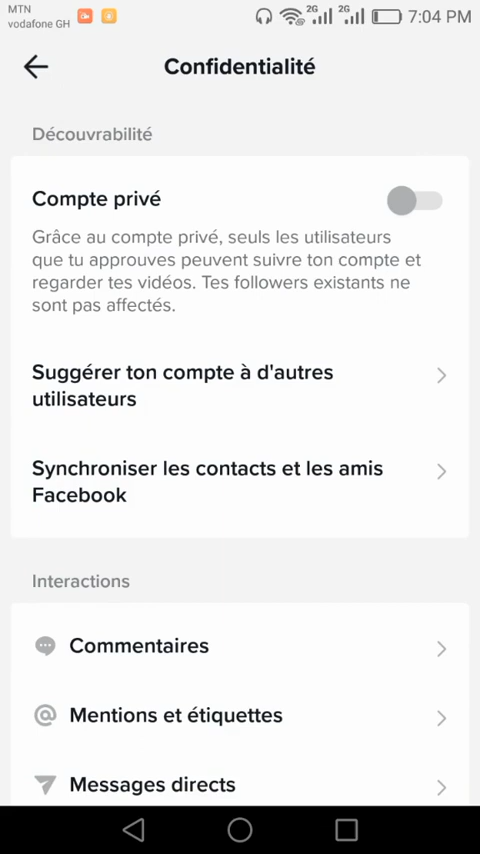 MTN
vodafone GH
2G
2G
7:04 PM
Confidentialité
Découvrabilité
Compte privé
Grâce au compte privé, seuls les utilisateurs
que tu approuves peuvent suivre ton compte et
regarder tes vidéos. Tes followers existants ne
sont pas affectés.
Suggérer ton compte à d'autres
utilisateurs
Synchroniser les contacts et les amis
Facebook
Interactions
Commentaires
Mentions et étiquettes
Messages directs